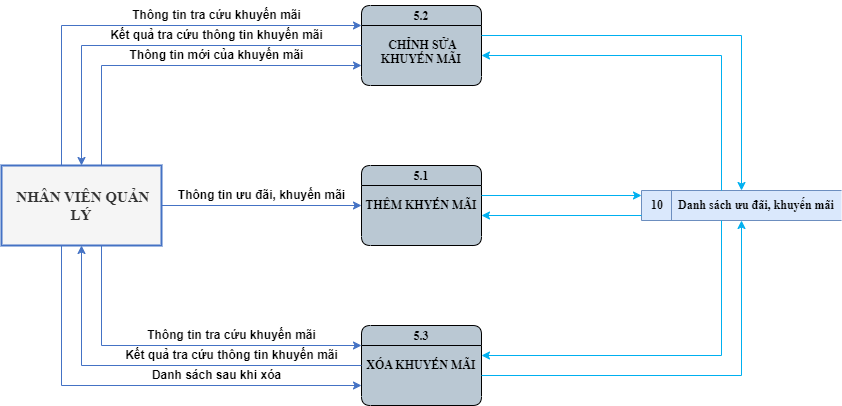 Thông tin tra cứu khuyến mãi
Kết quả tra cứu thông tin khuyến mãi
Thông tin mới của khuyến mãi
5.2
CHỈNH SỬA
KHUYẾN MÃI
NHÂN VIÊN QUẢN
LÝ
Thông tin ưu đãi, khuyến mãi
5.1
THÊM KHYẾN MÃI
10
Danh sách ưu đãi, khuyến mãi
Thông tin tra cứu khuyến mãi
Kết quả tra cứu thông tin khuyến mãi
Danh sách sau khi xóa
5.3
XÓA KHUYẾN MÃI